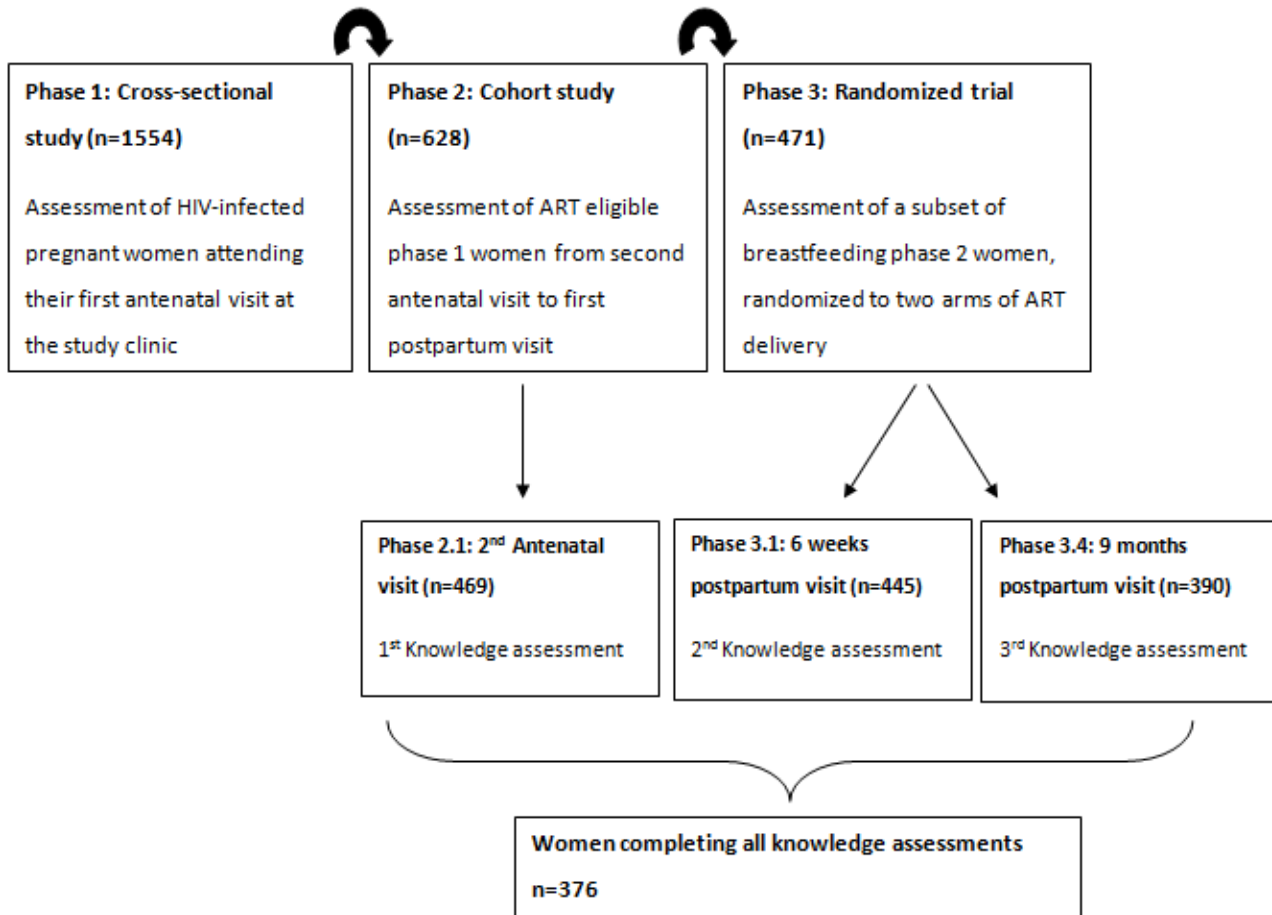 Phase 1: Cross-sectional
study (n=1554)
Assessment of HIV-infected
pregnant women attending
their first antenatal visit at
the study clinic
Phase 2: Cohort study
(n=628)
Assessment of ART eligible
phase 1 women from second
antenatal visit to first
postpartum visit
Phase 3: Randomized trial
(n=471)
Assessment of a subset of
breastfeeding phase 2 women,
randomized to two arms of ART
delivery
Phase 2.1: 2nd Antenatal
visit (n=469)
1st Knowledge assessment
Phase 3.1: 6 weeks
postpartum visit (n=445)
2nd Knowledge assessment
Phase 3.4: 9 months
postpartum visit (n=390)
3rd Knowledge assessment
Women completing all knowledge assessments
n=376